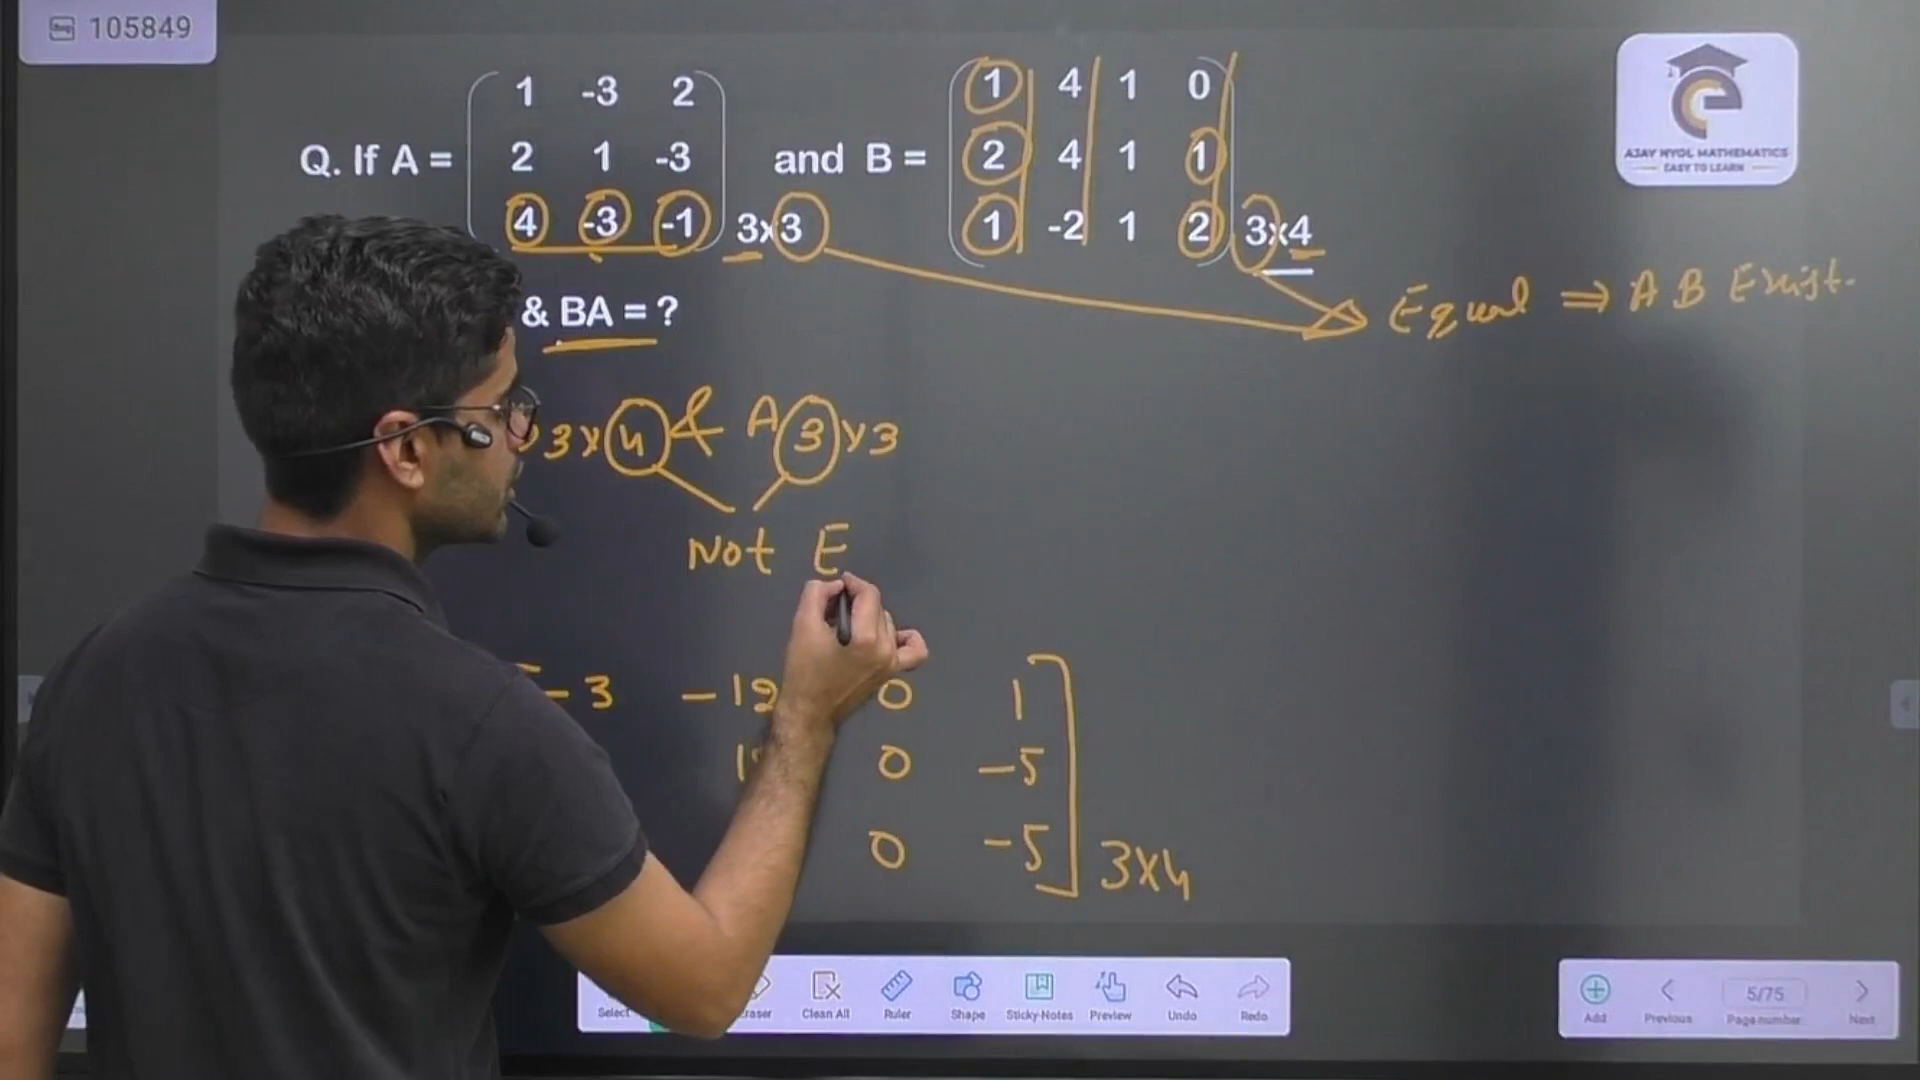 105849
1 -3 2
Q. If A = 2 1 -3
4 -3 -1 3x3
and B =
1 4 1 0
2 4 1 1
1 -2 1 2 3x4
AJAY NYOL MATHEMATICS
EASY TO LEARN
& BA = ?
Equal ⇒ AB Exist.
3x4 & A 3x3
Not E
-3 0 1
0 -5
0 -5 3x4
Select
Clean All
Ruler
Shape
Sticky-Notes
Preview
Undo
Redo
Add
Previous
5/75
Page number
Next